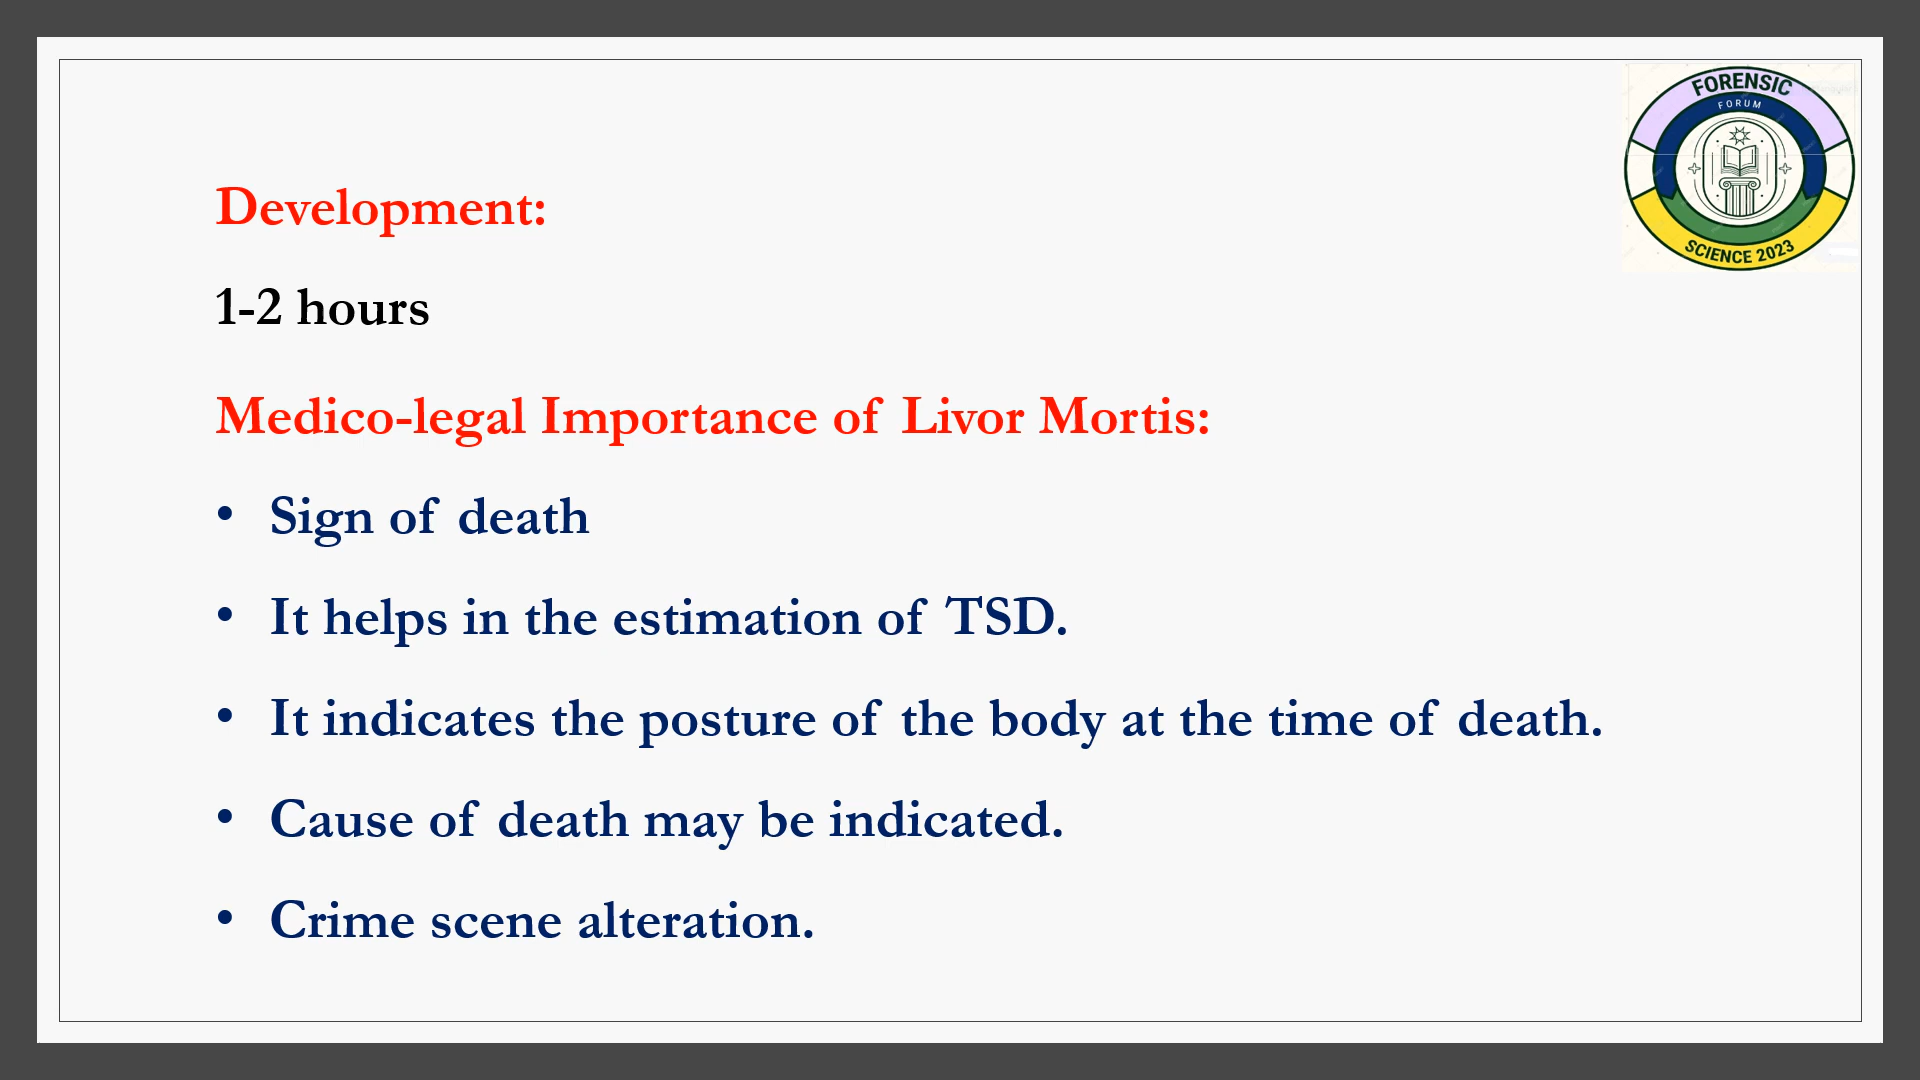 FORENSIC
FORUM
SCIENCE 2023
Development:
1-2 hours
Medico-legal Importance of Livor Mortis:
• Sign of death
• It helps in the estimation of TSD.
• It indicates the posture of the body at the time of death.
• Cause of death may be indicated.
• Crime scene alteration.